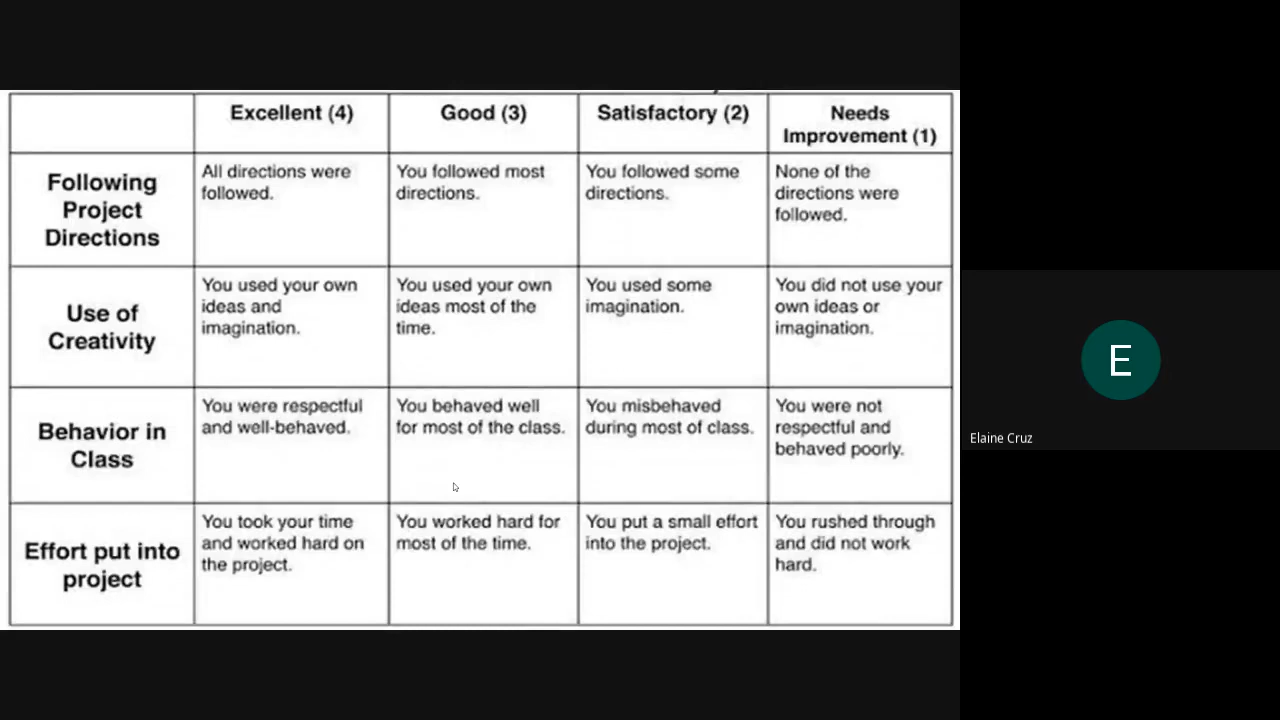 Excellent (4)
Good (3)
Satisfactory (2)
Needs
Improvement (1)
Following
Project
Directions
All directions were
followed.
You followed most
directions.
You followed some
directions.
None of the
directions were
followed.
Use of
Creativity
You used your own
ideas and
imagination.
You used your own
ideas most of the
time.
You used some
imagination.
You did not use your
own ideas or
imagination.
Behavior in
Class
You were respectful
and well-behaved.
You behaved well
for most of the class.
You misbehaved
during most of class.
You were not
respectful and
behaved poorly.
Effort put into
project
You took your time
and worked hard on
the project.
You worked hard for
most of the time.
You put a small effort
into the project.
You rushed through
and did not work
hard.
E
Elaine Cruz